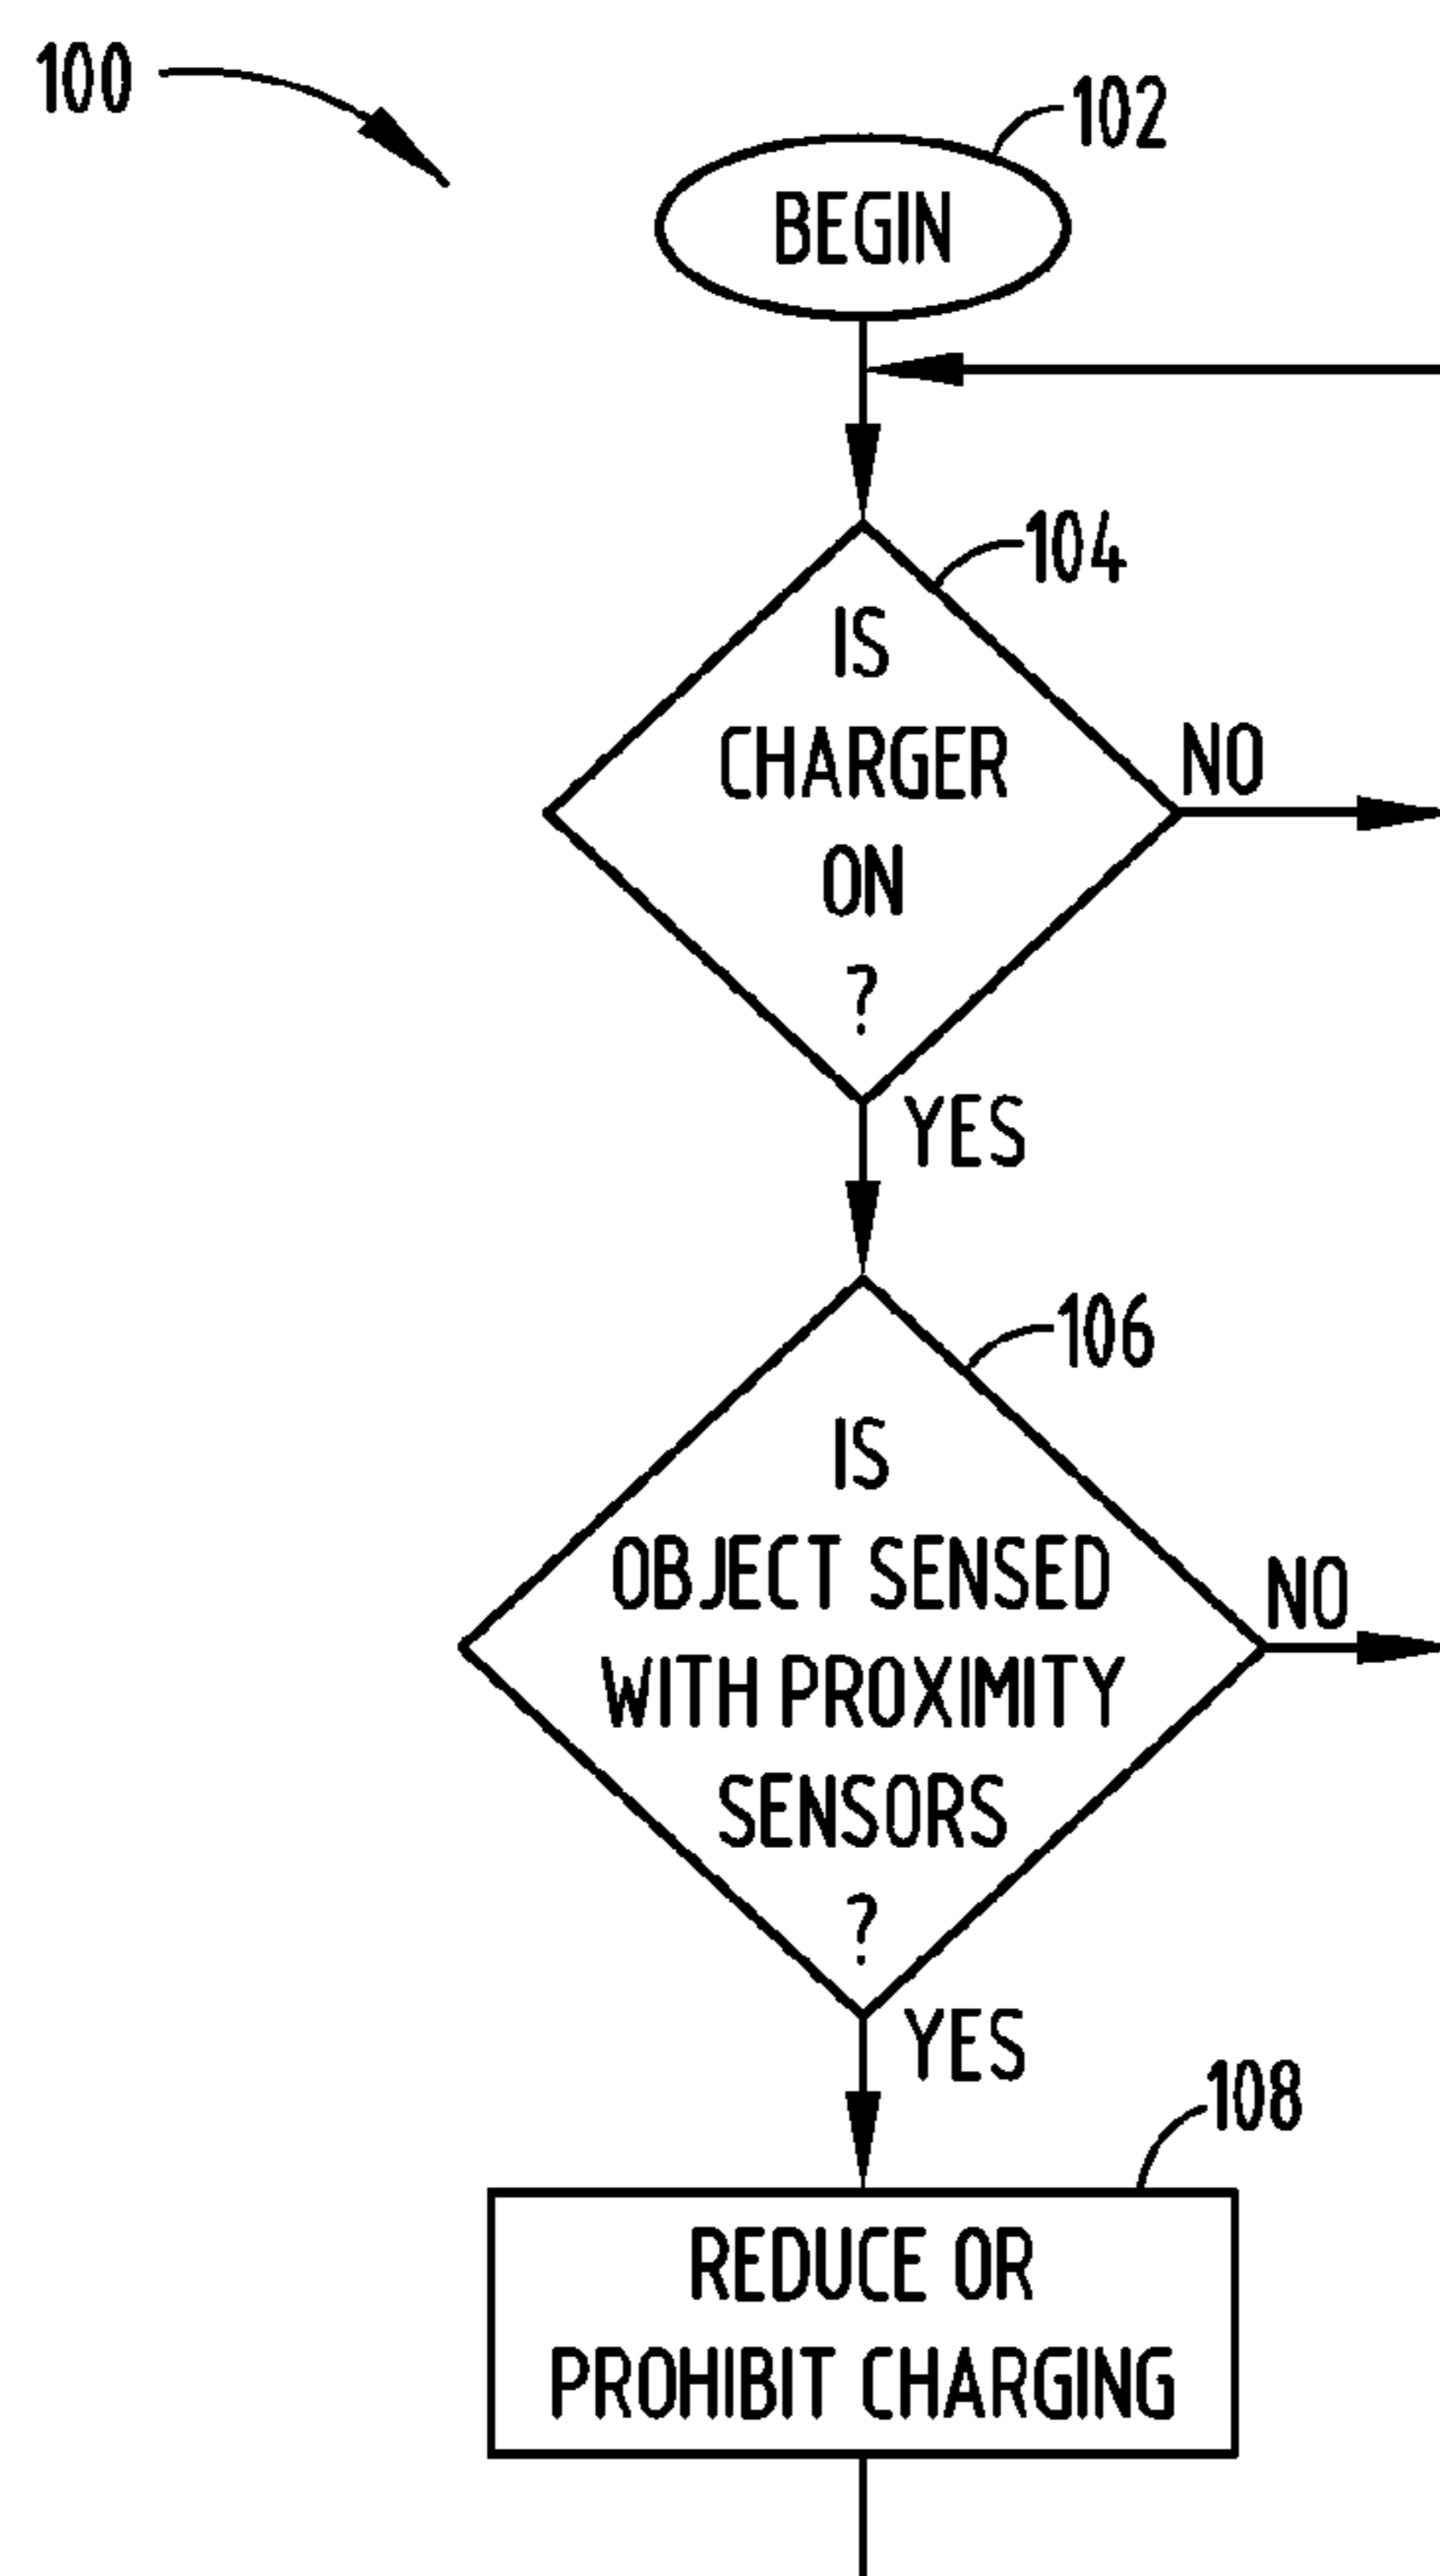 100
102
BEGIN
104
IS
CHARGER
ON
?
NO
YES
106
IS
OBJECT SENSED
WITH PROXIMITY
SENSORS
?
NO
YES
108
REDUCE OR
PROHIBIT CHARGING